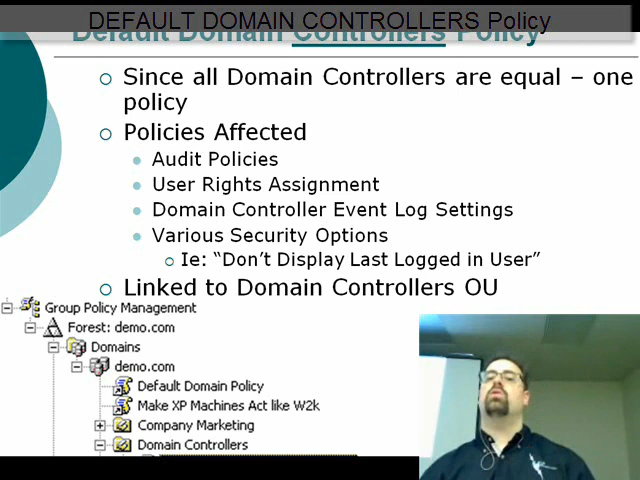 DEFAULT DOMAIN CONTROLLERS Policy
Default Domain Controllers Policy
Since all Domain Controllers are equal – one
policy
Policies Affected
Audit Policies
User Rights Assignment
Domain Controller Event Log Settings
Various Security Options
Ie: “Don’t Display Last Logged in User”
Linked to Domain Controllers OU
Group Policy Management
Forest: demo.com
Domains
demo.com
Default Domain Policy
Make XP Machines Act like W2k
Company Marketing
Domain Controllers